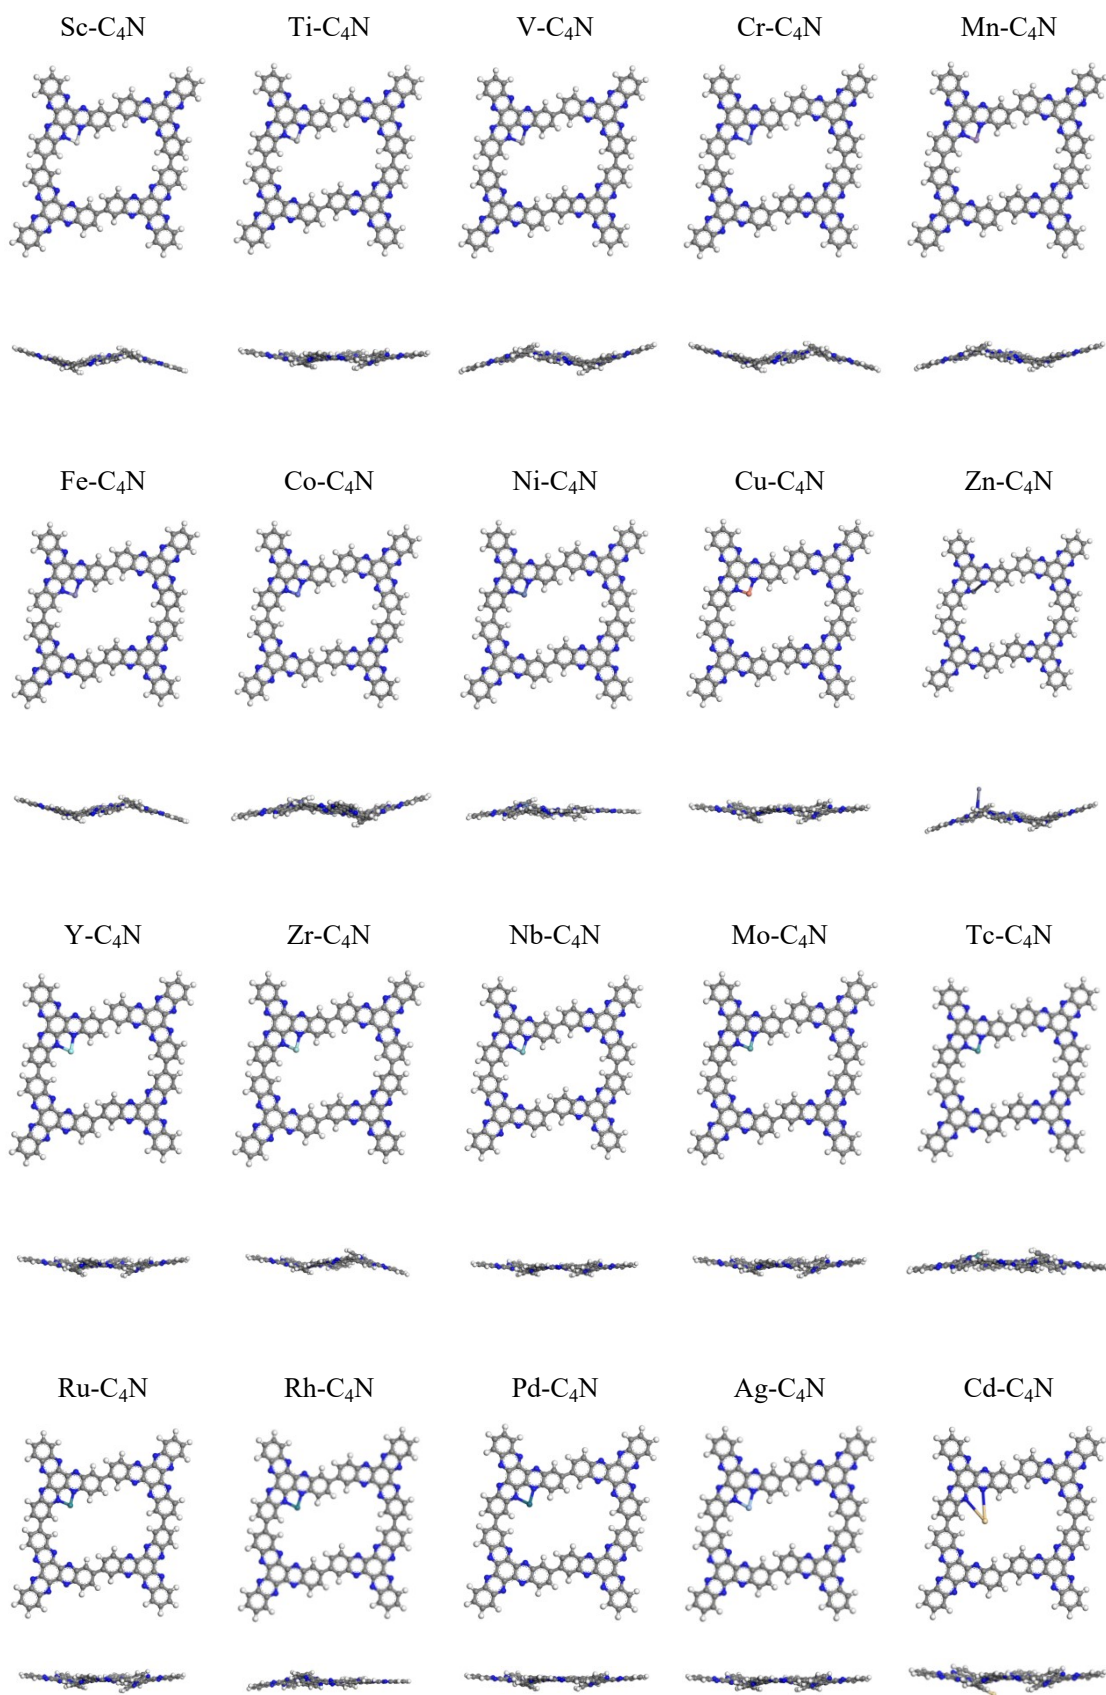 Sc-C₄N Ti-C₄N V-C₄N Cr-C₄N Mn-C₄N
Fe-C₄N Co-C₄N Ni-C₄N Cu-C₄N Zn-C₄N
Y-C₄N Zr-C₄N Nb-C₄N Mo-C₄N Tc-C₄N
Ru-C₄N Rh-C₄N Pd-C₄N Ag-C₄N Cd-C₄N